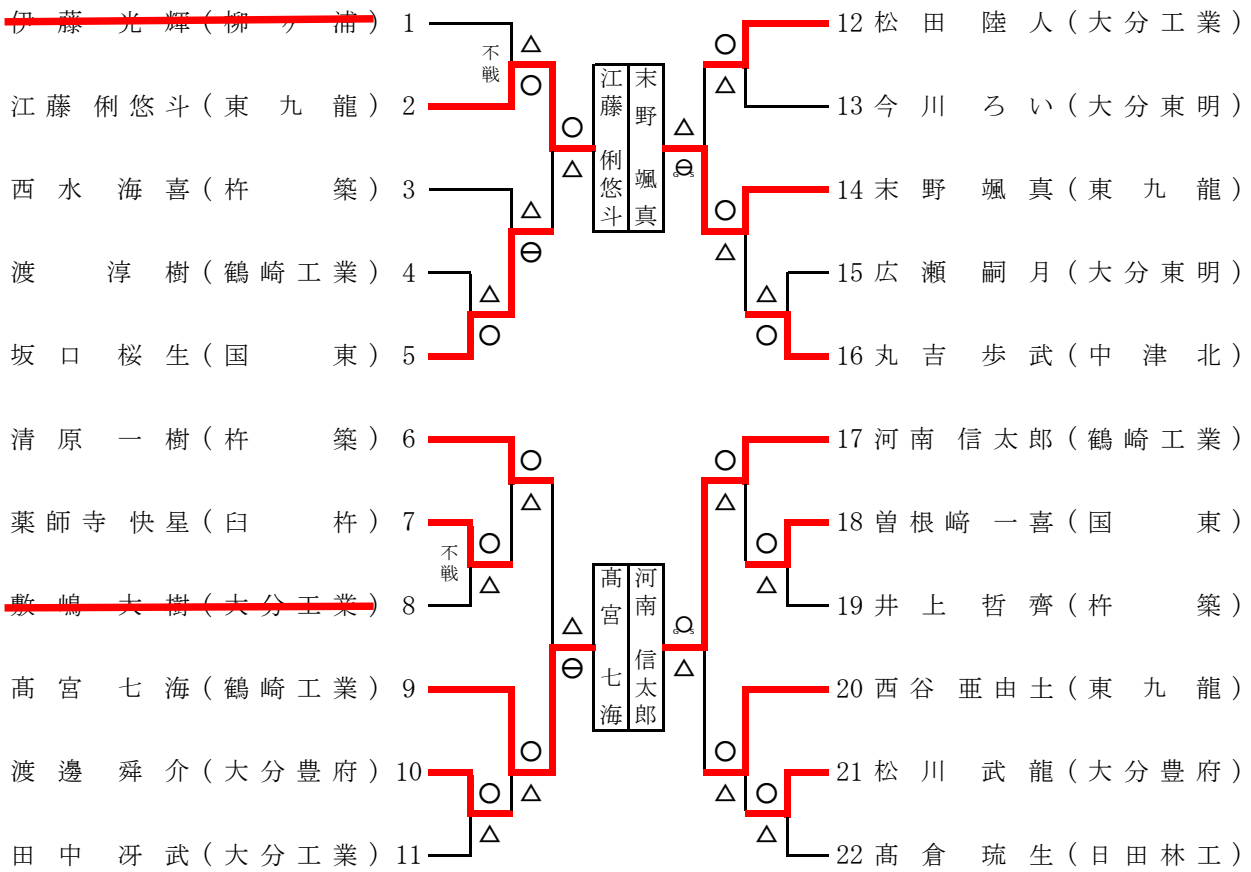 伊藤 光輝(柳ヶ浦) 1
不戦
江藤 俐悠斗(東九龍) 2
西水 海喜(杵築) 3
渡 淳樹(鶴崎工業) 4
坂口 桜生(国東) 5
清原 一樹(杵築) 6
薬師寺 快星(臼杵) 7
不戦
敷嶋 大樹(大分工業) 8
髙宮 七海(鶴崎工業) 9
渡邊 舜介(大分豊府) 10
田中 冴武(大分工業) 11
江藤 俐悠斗
末野 颯真
髙宮 七海
河南 信太郎
G S
G S
12 松田 陸人(大分工業)
13 今川 ろい(大分東明)
14 末野 颯真(東九龍)
15 広瀬 嗣月(大分東明)
16 丸吉 歩武(中津北)
17 河南 信太郎(鶴崎工業)
18 曽根﨑 一喜(国東)
19 井上 哲齊(杵築)
20 西谷 亜由土(東九龍)
21 松川 武龍(大分豊府)
22 髙倉 琉生(日田林工)